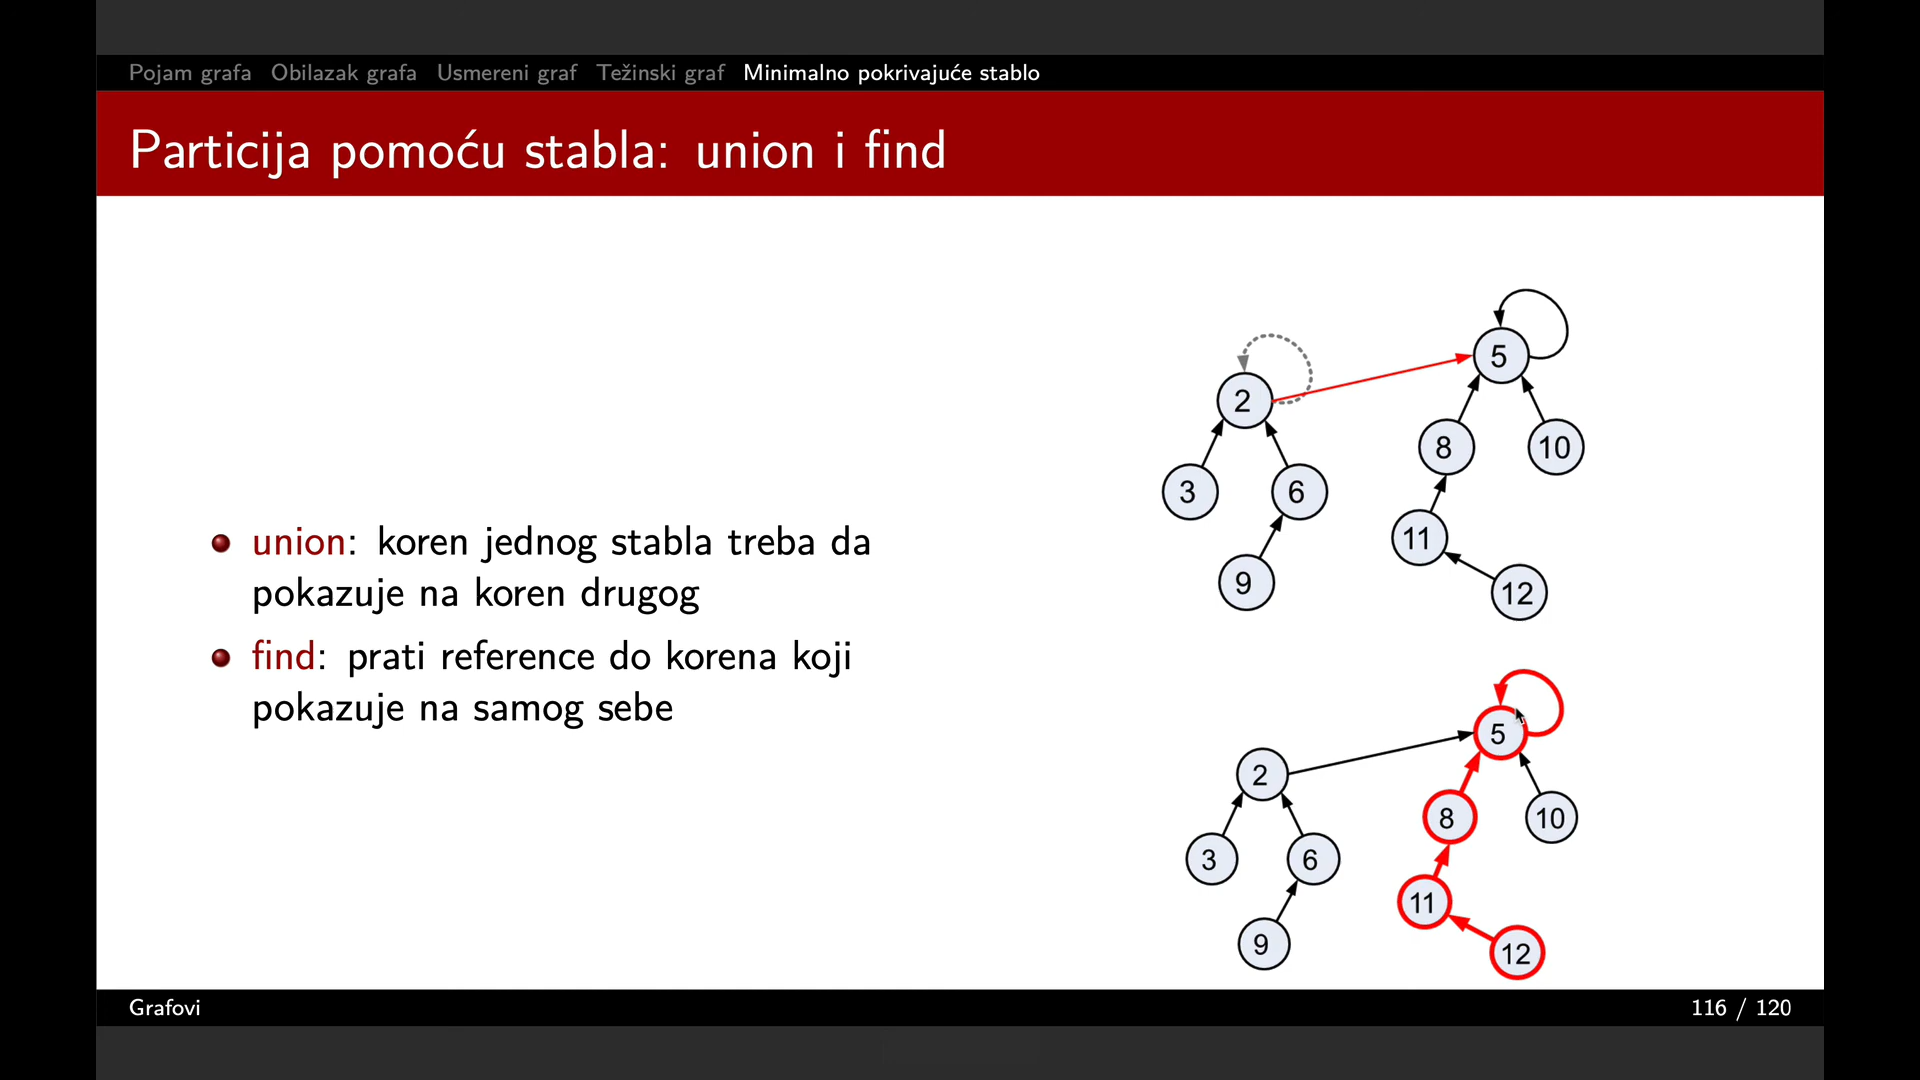 Pojam grafa Obilazak grafa Usmereni graf Težinski graf Minimalno pokrivajuće stablo
Particija pomoću stabla: union i find
union: koren jednog stabla treba da
pokazuje na koren drugog
find: prati reference do korena koji
pokazuje na samog sebe
5
2
8
10
3
6
11
9
12
5
2
8
10
3
6
11
9
12
Grafovi
116 / 120